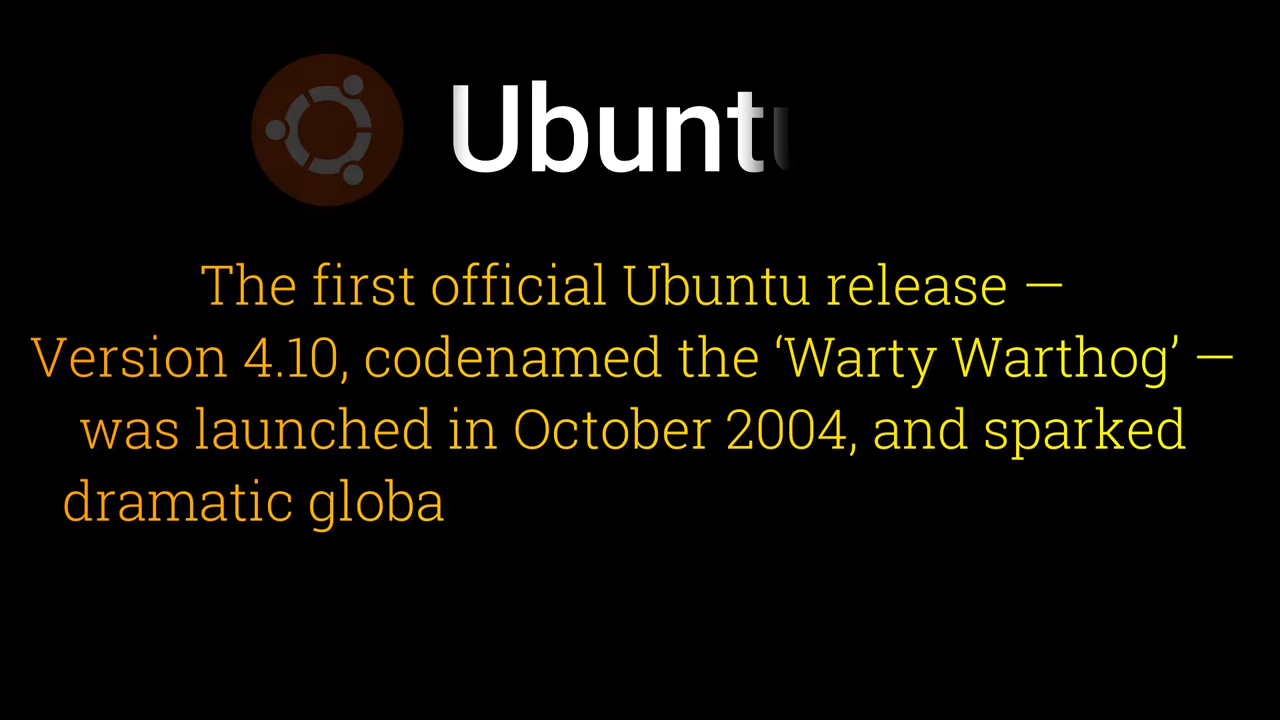 Ubuntu
The first official Ubuntu release —
Version 4.10, codenamed the ‘Warty Warthog’ —
was launched in October 2004, and sparked
dramatic globa